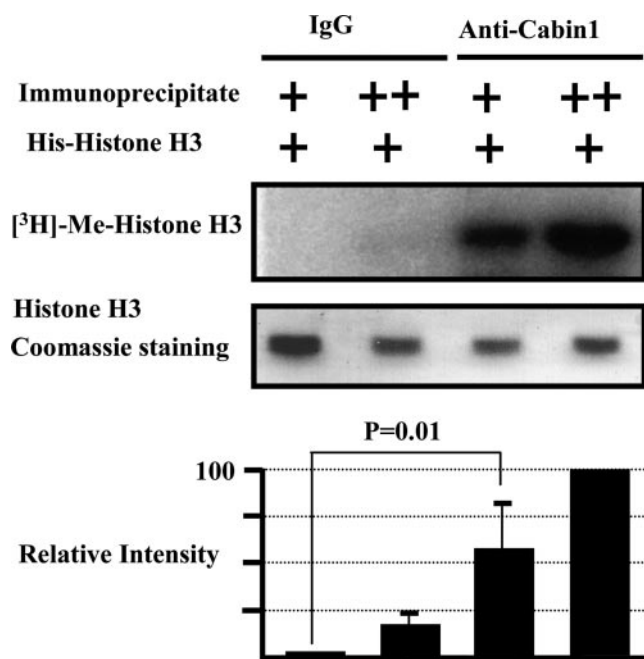 IgG Anti-Cabin1
Immunoprecipitate + ++ + ++
His-Histone H3 + + + +
[³H]-Me-Histone H3
Histone H3
Coomassie staining
P=0.01
100
Relative Intensity